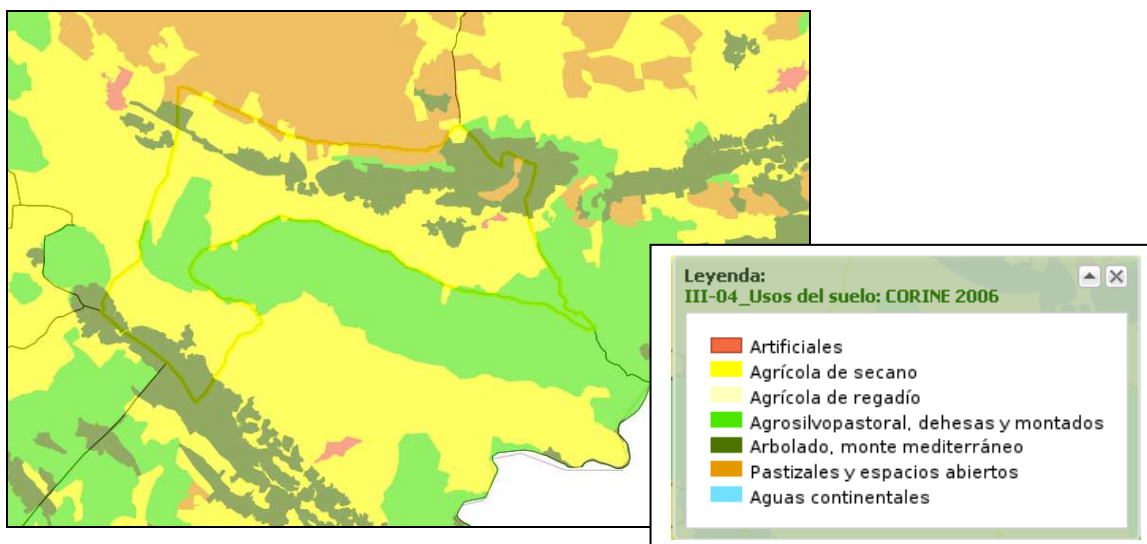 Leyenda:
III-04_Usos del suelo: CORINE 2006
Artificiales
Agrícola de secano
Agrícola de regadío
Agrosilvopastoral, dehesas y montados
Arbolado, monte mediterráneo
Pastizales y espacios abiertos
Aguas continentales